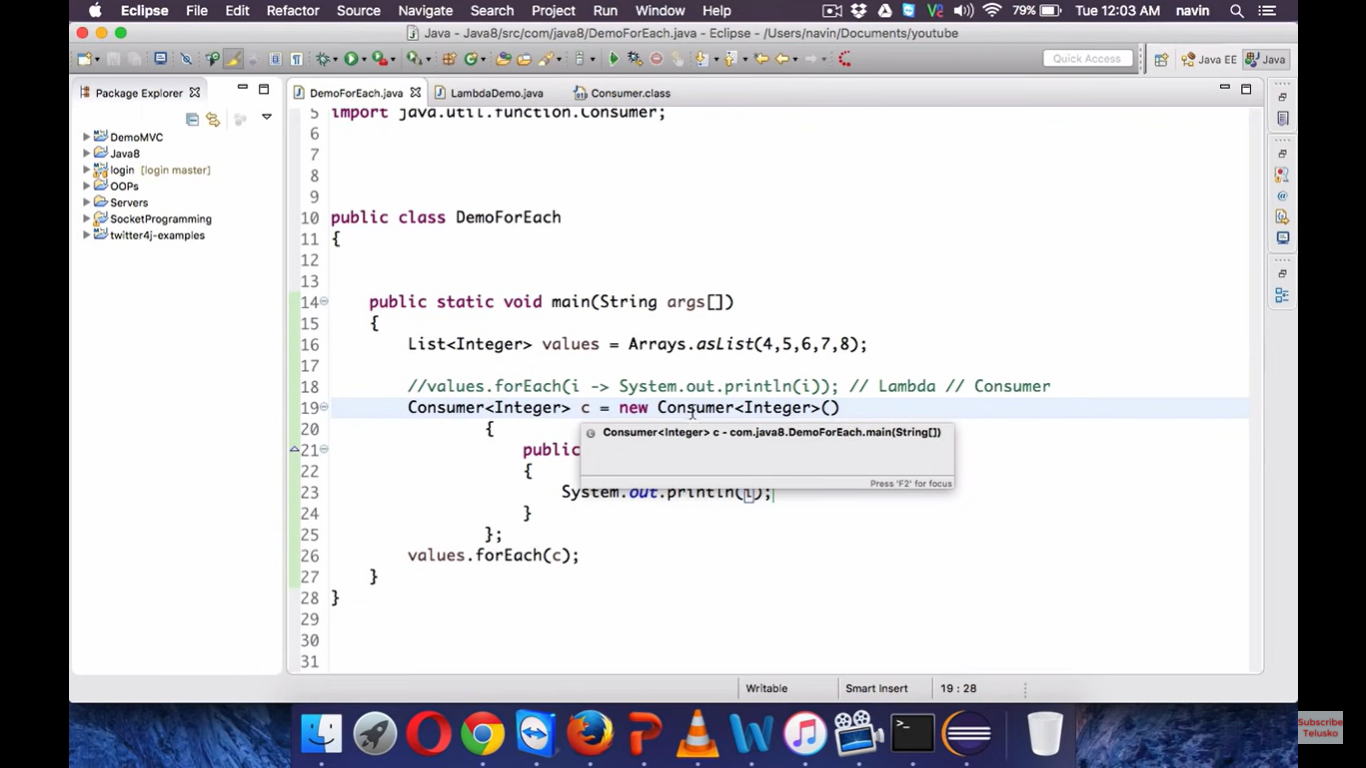 Eclipse File Edit Refactor Source Navigate Search Project Run Window Help 79% Tue 12:03 AM navin
Java - Java8/src/com/java8/DemoForEach.java - Eclipse - /Users/navin/Documents/youtube
Quick Access Java EE Java
Package Explorer DemoForEach.java LambdaDemo.java Consumer.class
DemoMVC
Java8
login [login master]
OOPs
Servers
SocketProgramming
twitter4j-examples
5 import java.util.function.Consumer;
6
7
8
9
10 public class DemoForEach
11 {
12
13
14 public static void main(String args[])
15 {
16 List<Integer> values = Arrays.asList(4,5,6,7,8);
17
18 //values.forEach(i -> System.out.println(i)); // Lambda // Consumer
19 Consumer<Integer> c = new Consumer<Integer>()
20 {
Consumer<Integer> c - com.java8.DemoForEach.main(String[])
21 public
22 {
Press 'F2' for focus
23 System.out.println(i);
24 }
25 };
26 values.forEach(c);
27 }
28 }
29
30
31
Writable Smart Insert 19 : 28
Subscribe
Telusko